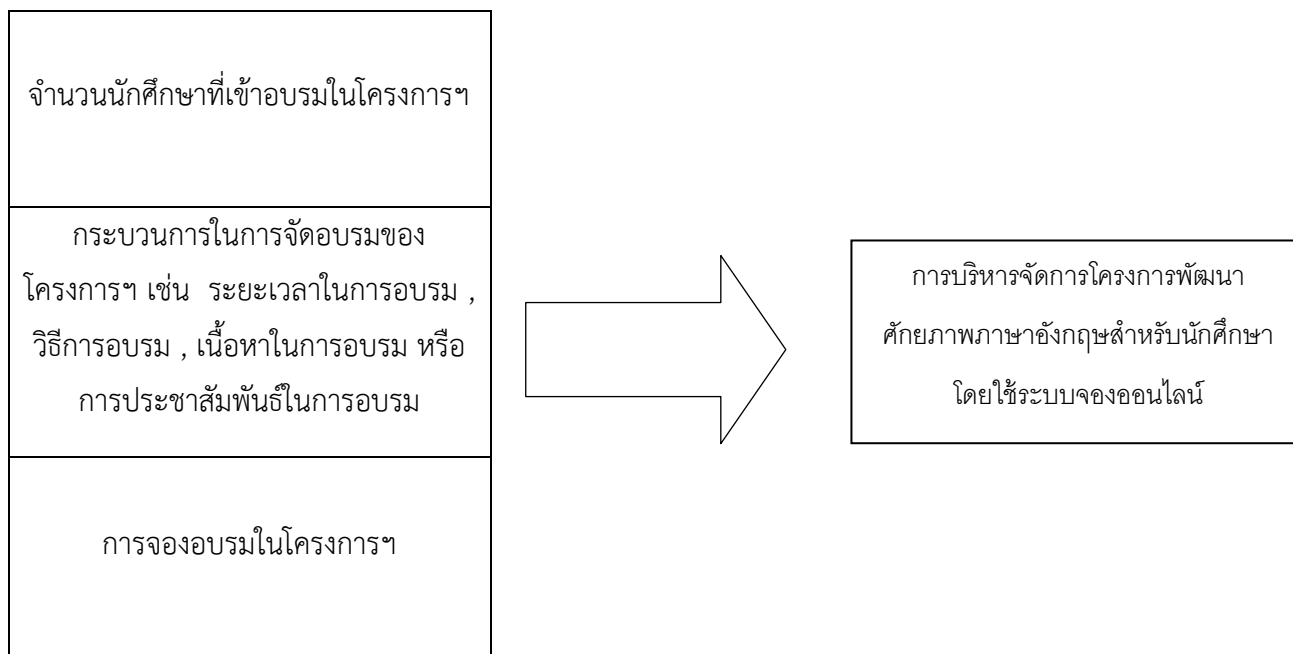 จำนวนนักศึกษาที่เข้าอบรมในโครงการฯ
กระบวนการในการจัดอบรมของ
โครงการฯ เช่น ระยะเวลาในการอบรม ,
วิธีการอบรม , เนื้อหาในการอบรม หรือ
การประชาสัมพันธ์ในการอบรม
การจองอบรมในโครงการฯ
การบริหารจัดการโครงการพัฒนา
ศักยภาพภาษาอังกฤษสำหรับนักศึกษา
โดยใช้ระบบจองออนไลน์